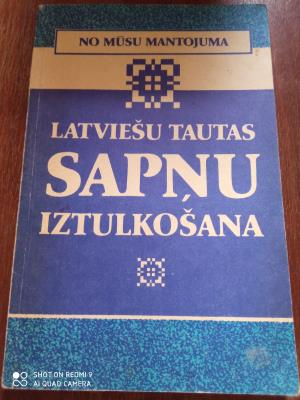 NO MŪSU MANTOJUMA
LATVIEŠU TAUTAS
SAPŅU
IZTULKOŠANA
SHOT ON REDMI 9
AI QUAD CAMERA